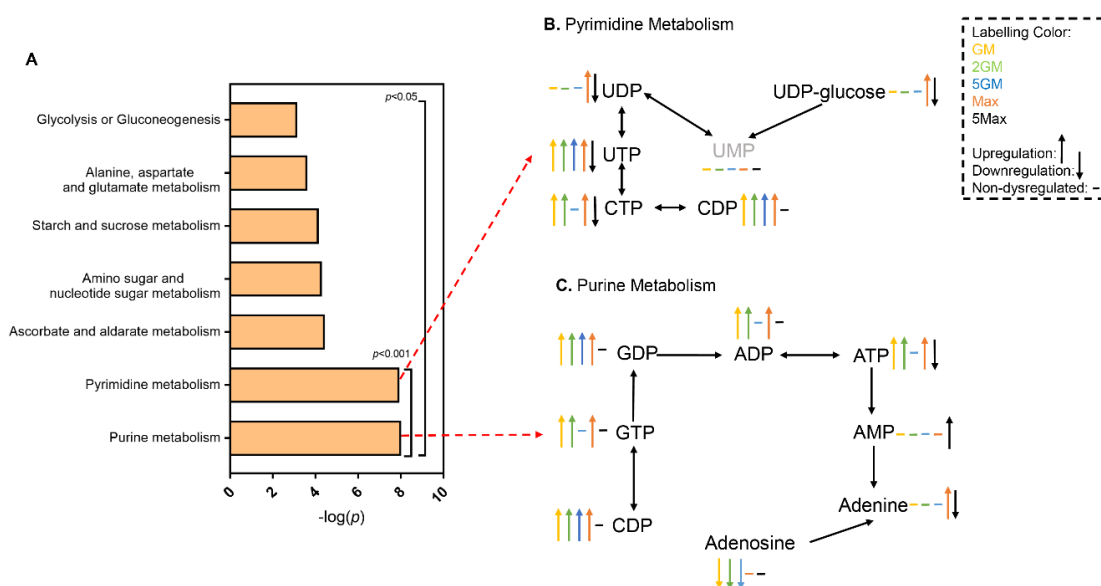 A
p<0.05
Glycolysis or Gluconeogenesis
Alanine, aspartate
and glutamate metabolism
Starch and sucrose metabolism
Amino sugar and
nucleotide sugar metabolism
Ascorbate and aldarate metabolism
p<0.001
Pyrimidine metabolism
Purine metabolism
0 2 4 6 8 10
-log(p)
B. Pyrimidine Metabolism
UDP
UDP-glucose
UTP
UMP
CTP
CDP
C. Purine Metabolism
GDP
ADP
ATP
GTP
AMP
CDP
Adenine
Adenosine
Labelling Color:
GM
2GM
5GM
Max
5Max
Upregulation:
Downregulation:
Non-dysregulated: –